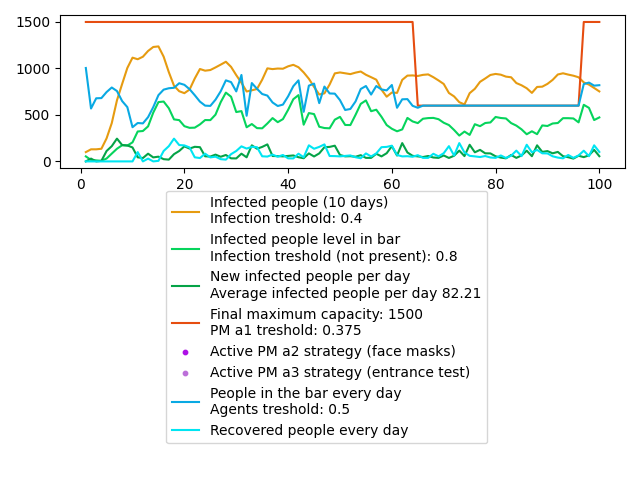 1500
1000
500
0
0
20
40
60
80
100
Infected people (10 days)
Infection treshold: 0.4
Infected people level in bar
Infection treshold (not present): 0.8
New infected people per day
Average infected people per day 82.21
Final maximum capacity: 1500
PM a1 treshold: 0.375
Active PM a2 strategy (face masks)
Active PM a3 strategy (entrance test)
People in the bar every day
Agents treshold: 0.5
Recovered people every day